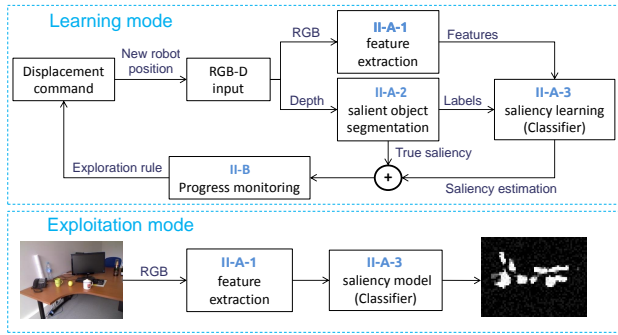 Learning mode
New robot
position
Displacement
command
RGB-D
input
RGB
Depth
II-A-1
feature
extraction
Features
II-A-2
salient object
segmentation
Labels
II-A-3
saliency learning
(Classifier)
True saliency
Exploration rule
II-B
Progress monitoring
+
Saliency estimation
Exploitation mode
RGB
II-A-1
feature
extraction
II-A-3
saliency model
(Classifier)